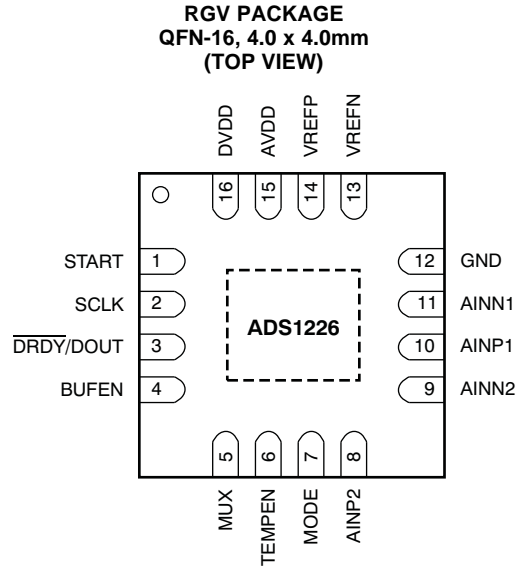 RGV PACKAGE
QFN-16, 4.0 x 4.0mm
(TOP VIEW)
DVDD
AVDD
VREFP
VREFN
16
15
14
13
START 1
SCLK 2
DRDY/DOUT 3
BUFEN 4
ADS1226
12 GND
11 AINN1
10 AINP1
9 AINN2
5
6
7
8
MUX
TEMPEN
MODE
AINP2